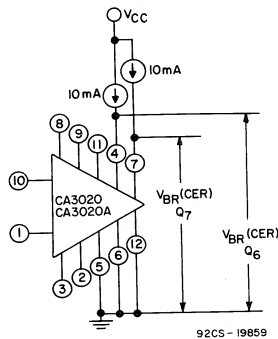 VCC
10mA
10mA
8
9
11
4
7
10
CA3020
CA3020A
1
3
2
5
6
12
VBR(CER)
Q7
VBR(CER)
Q6
92CS-19859